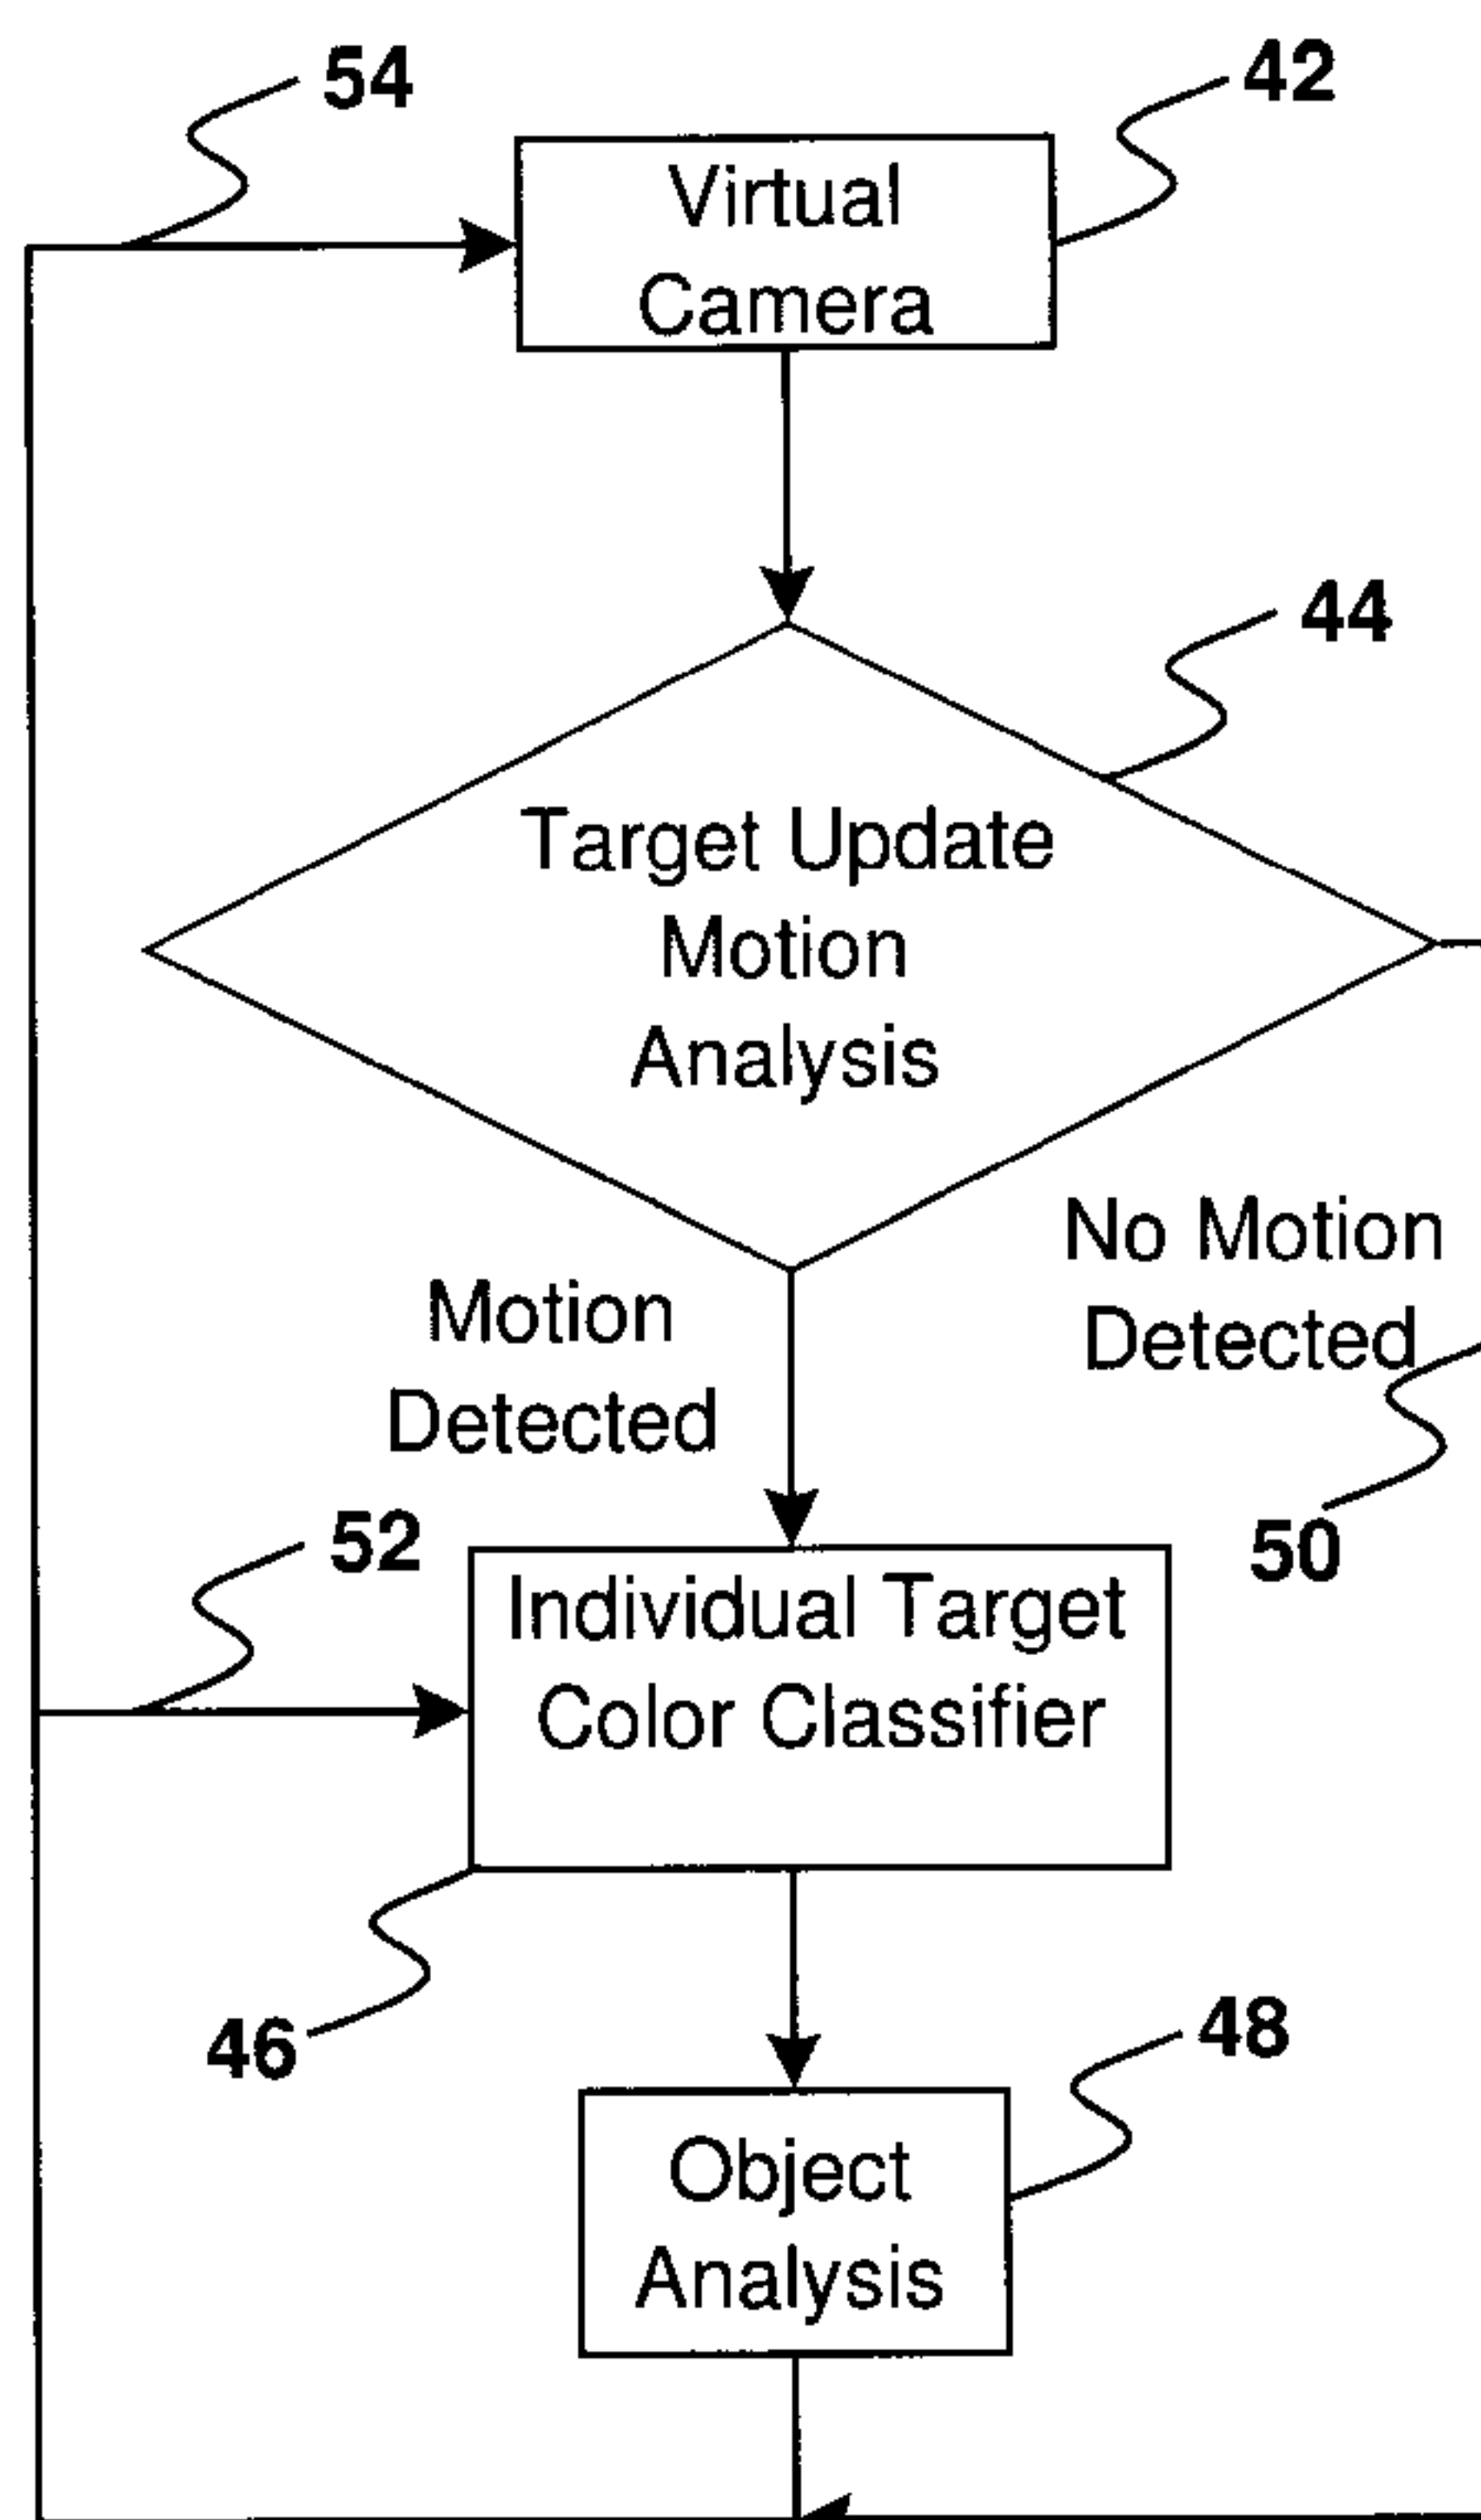 54
42
Virtual
Camera
44
Target Update
Motion
Analysis
No Motion
Detected
Motion
Detected
50
52
Individual Target
Color Classifier
46
48
Object
Analysis